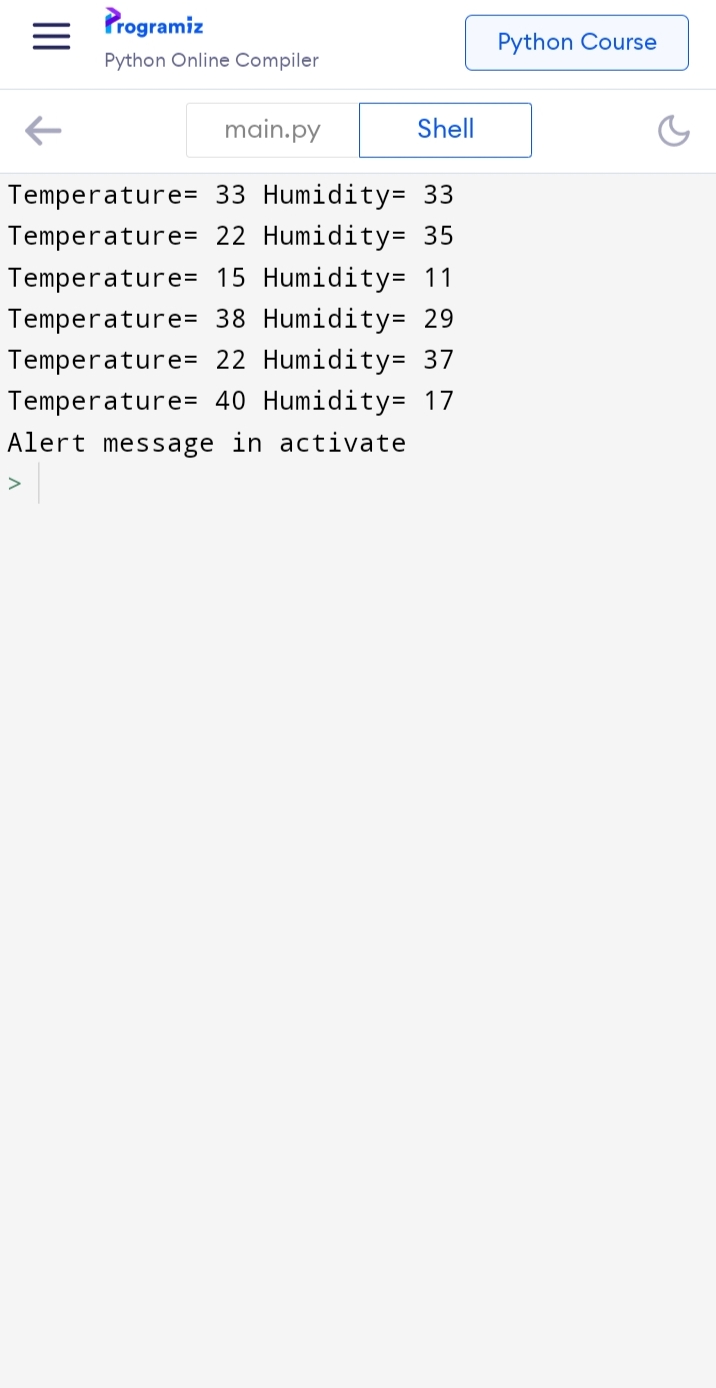 Programiz
Python Online Compiler
Python Course
main.py
Shell
Temperature= 33 Humidity= 33
Temperature= 22 Humidity= 35
Temperature= 15 Humidity= 11
Temperature= 38 Humidity= 29
Temperature= 22 Humidity= 37
Temperature= 40 Humidity= 17
Alert message in activate
>